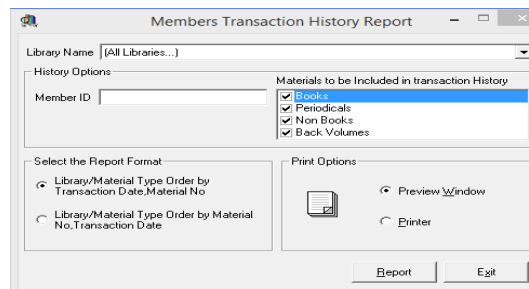 Members Transaction History Report
Library Name (All Libraries...)
History Options
Materials to be Included in transaction History
Member ID
Books
Periodicals
Non Books
Back Volumes
Select the Report Format
Library/Material Type Order by
Transaction Date,Material No
Library/Material Type Order by Material
No,Transaction Date
Print Options
Preview Window
Printer
Report Exit